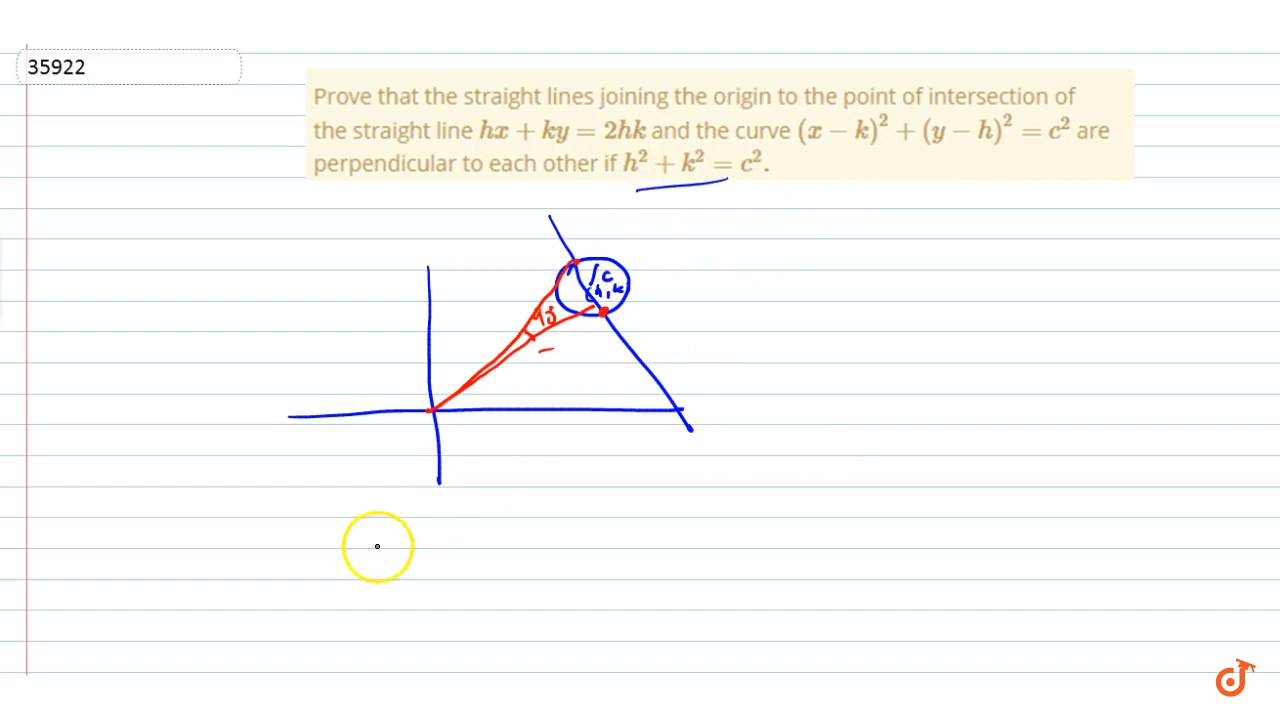 35922
Prove that the straight lines joining the origin to the point of intersection of
the straight line hx + ky = 2hk and the curve (x − k)² + (y − h)² = c² are
perpendicular to each other if h² + k² = c².
c
(h, k
90